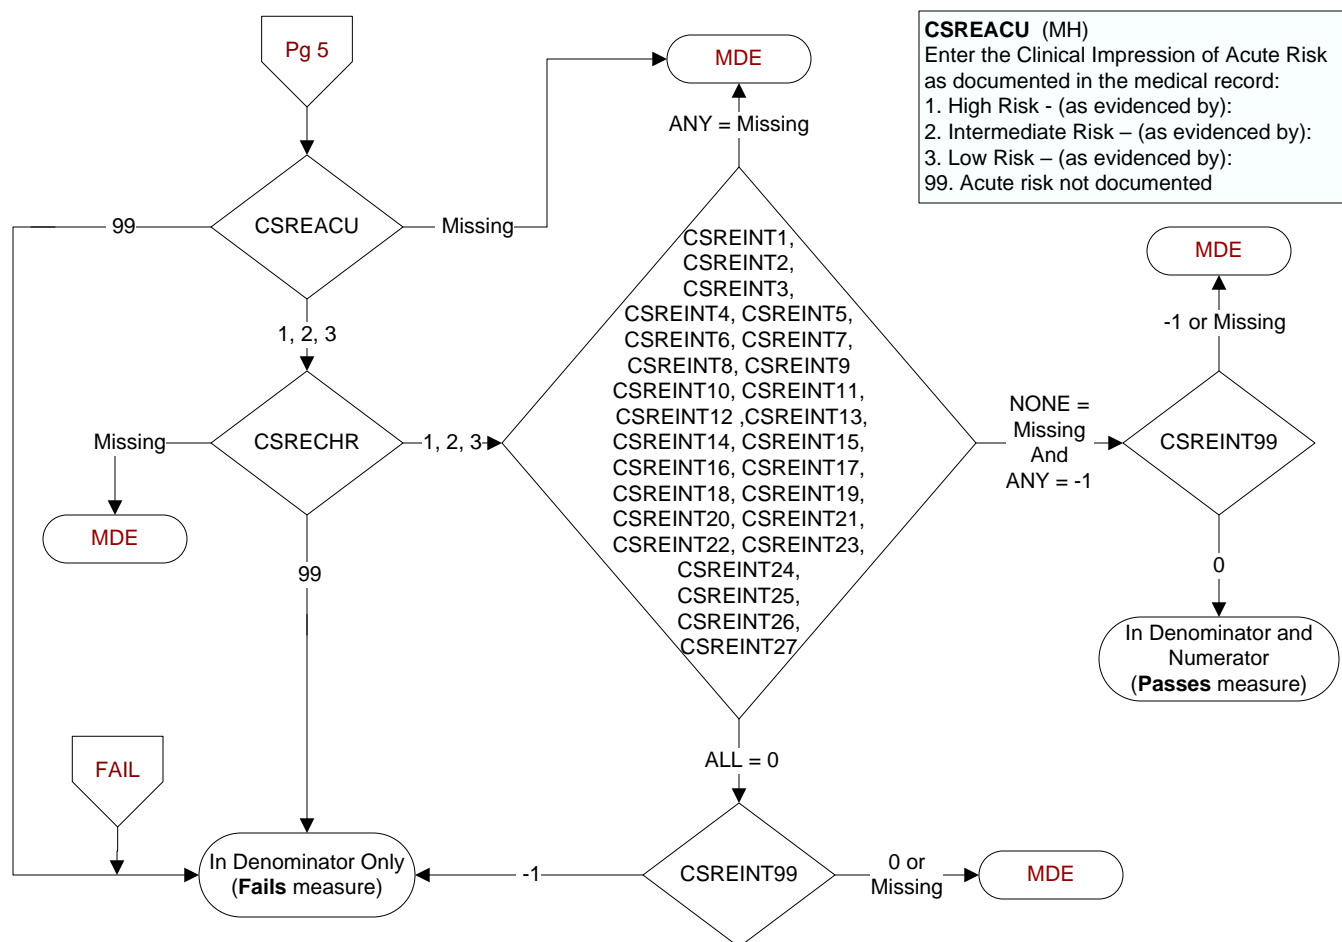 Pg 5
MDE
CSREACU (MH)
Enter the Clinical Impression of Acute Risk
as documented in the medical record:
1. High Risk - (as evidenced by):
2. Intermediate Risk – (as evidenced by):
3. Low Risk – (as evidenced by):
99. Acute risk not documented
ANY = Missing
99
CSREACU
Missing
1, 2, 3
CSREINT1,
CSREINT2,
CSREINT3,
CSREINT4, CSREINT5,
CSREINT6, CSREINT7,
CSREINT8, CSREINT9
CSREINT10, CSREINT11,
CSREINT12 ,CSREINT13,
CSREINT14, CSREINT15,
CSREINT16, CSREINT17,
CSREINT18, CSREINT19,
CSREINT20, CSREINT21,
CSREINT22, CSREINT23,
CSREINT24,
CSREINT25,
CSREINT26,
CSREINT27
MDE
-1 or Missing
Missing
CSRECHR
1, 2, 3
NONE =
Missing
And
ANY = -1
CSREINT99
MDE
99
0
In Denominator and
Numerator
(Passes measure)
FAIL
ALL = 0
In Denominator Only
(Fails measure)
-1
CSREINT99
0 or
Missing
MDE